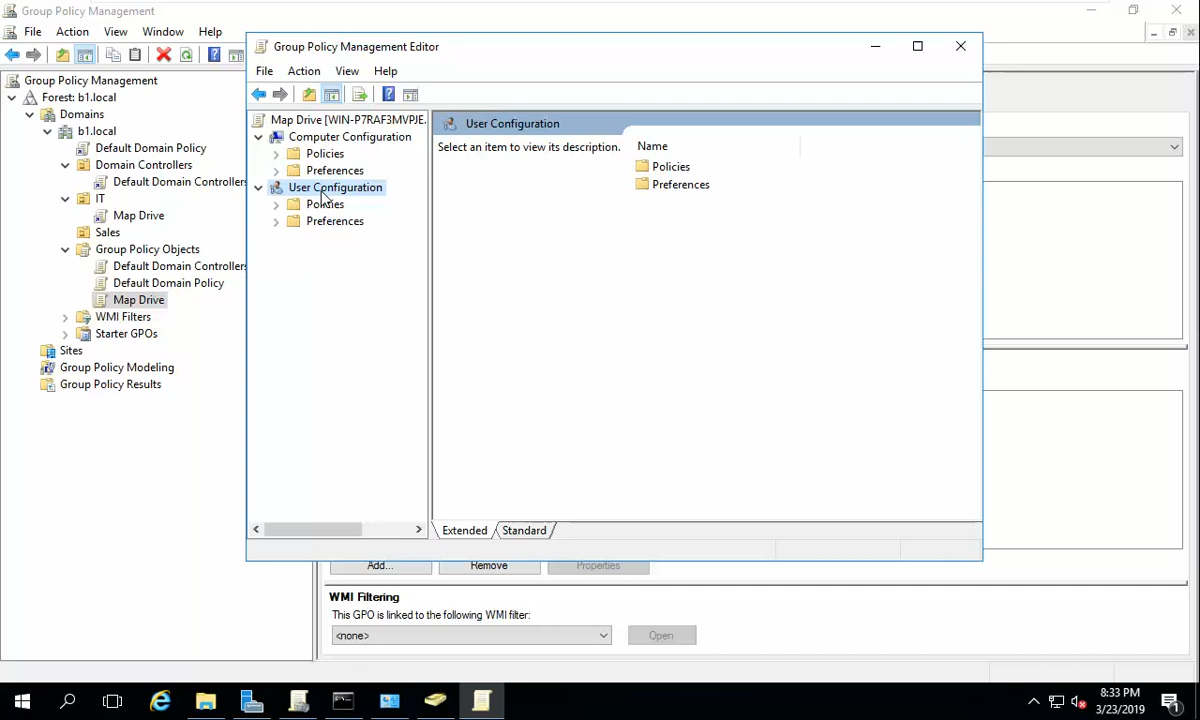 Group Policy Management
File Action View Window Help
Group Policy Management
Forest: b1.local
Domains
b1.local
Default Domain Policy
Domain Controllers
Default Domain Controllers
IT
Map Drive
Sales
Group Policy Objects
Default Domain Controllers
Default Domain Policy
Map Drive
WMI Filters
Starter GPOs
Sites
Group Policy Modeling
Group Policy Results
Group Policy Management Editor
File Action View Help
Map Drive [WIN-P7RAF3MVPJE.
Computer Configuration
Policies
Preferences
User Configuration
Policies
Preferences
User Configuration
Select an item to view its description.
Name
Policies
Preferences
Extended Standard
Add... Remove Properties
WMI Filtering
This GPO is linked to the following WMI filter:
<none> Open
8:33 PM
3/23/2019
1